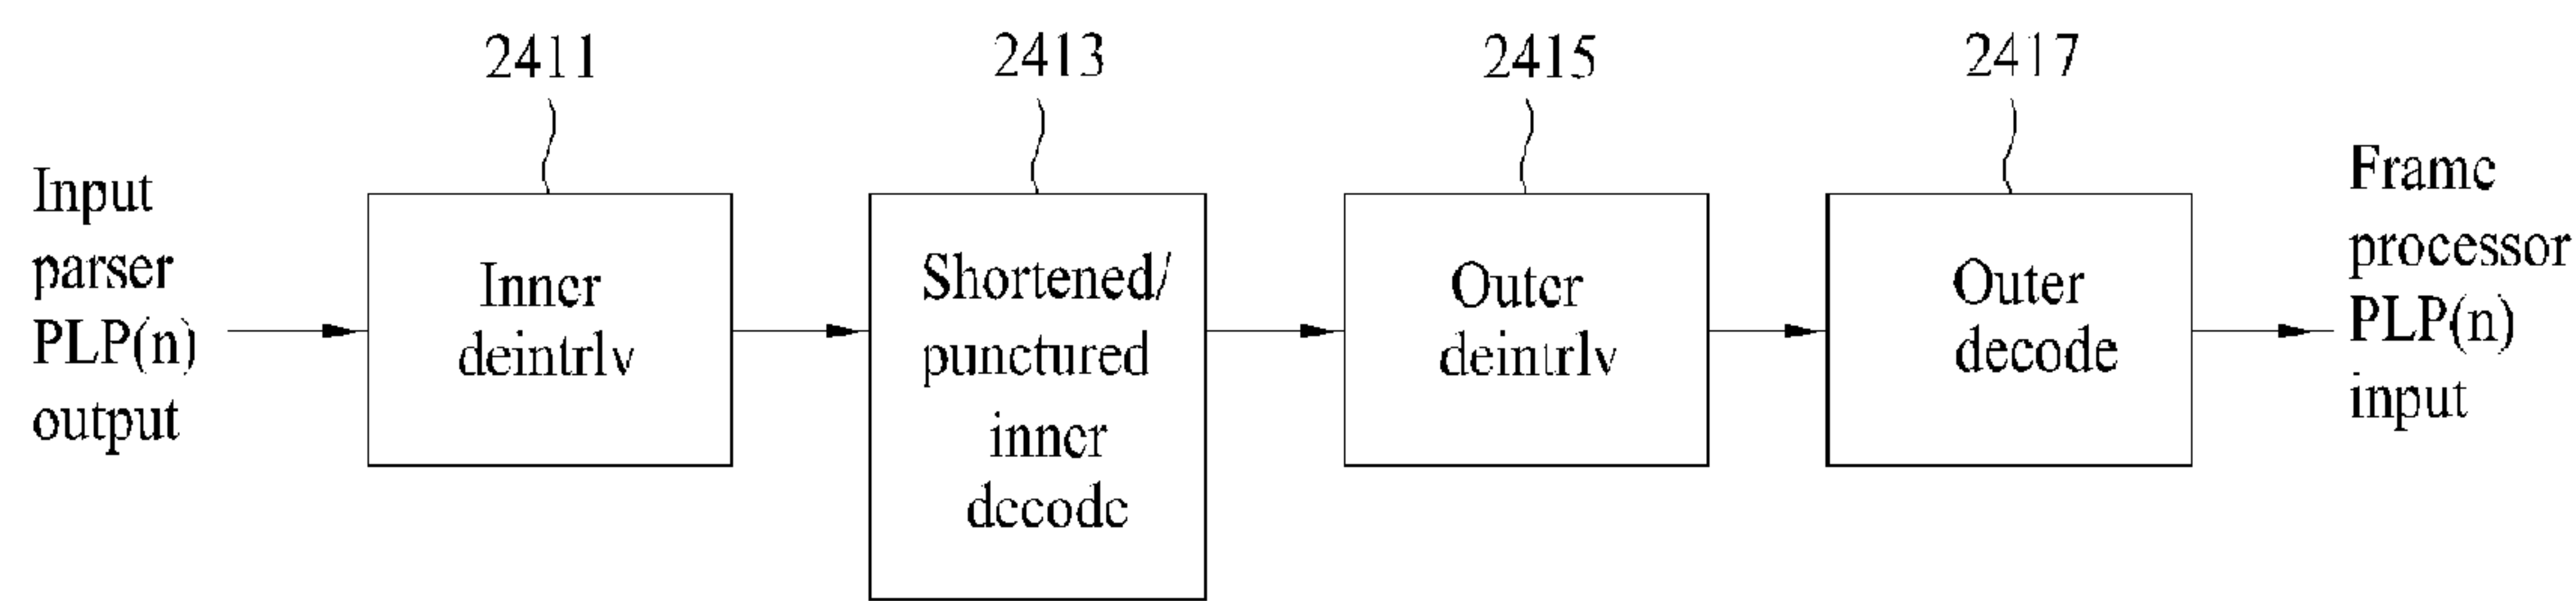 2411
2413
2415
2417
Input
parser
PLP(n)
output
Inner
deintrlv
Shortened/
punctured
inner
decode
Outer
deintrlv
Outer
decode
Frame
processor
PLP(n)
input